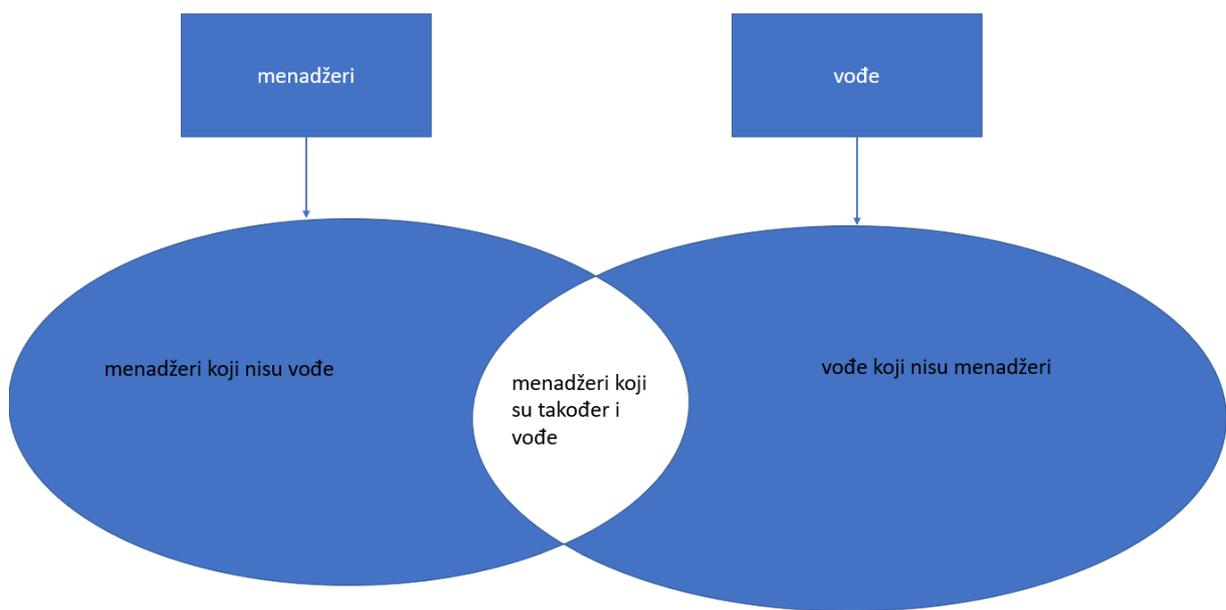 menadžeri
vođe
menadžeri koji nisu vođe
menadžeri koji
su također i
vođe
vođe koji nisu menadžeri